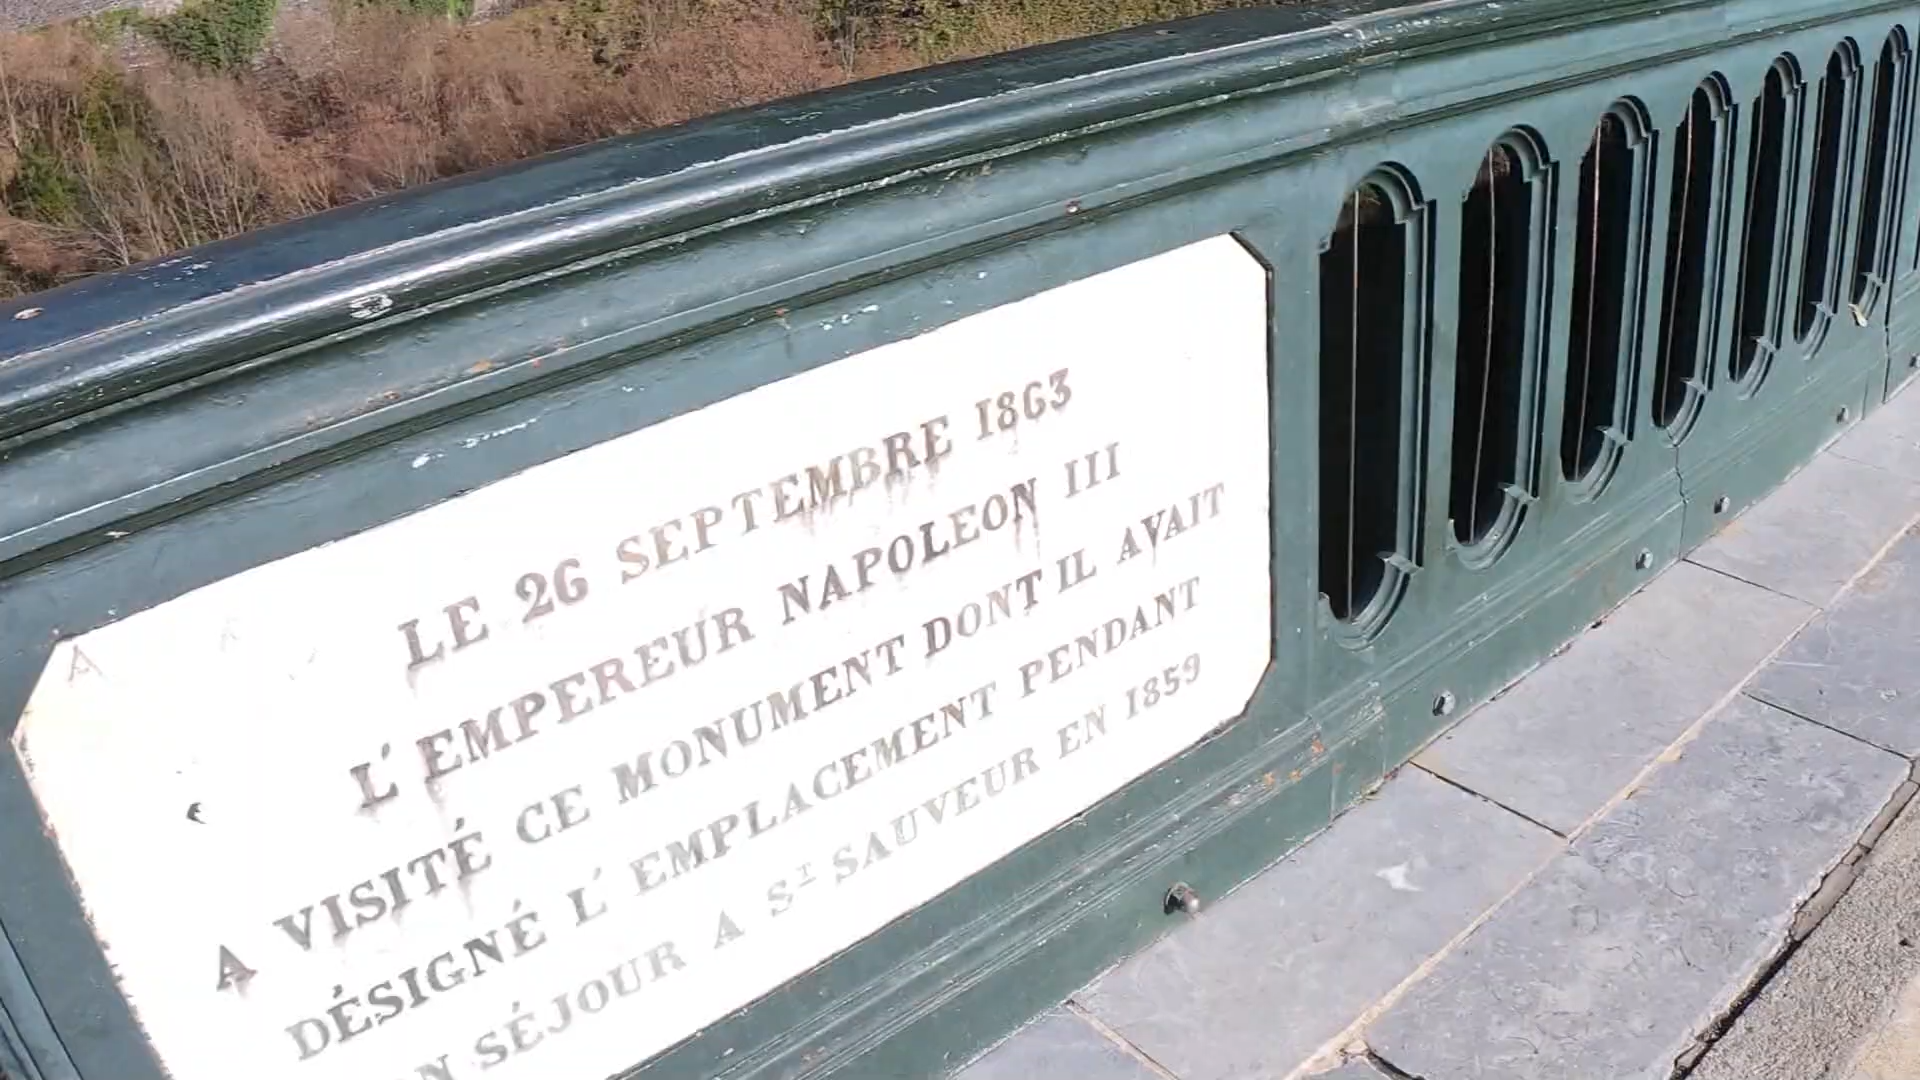 LE 26 SEPTEMBRE 1863
L'EMPEREUR NAPOLEON III
A VISITÉ CE MONUMENT DONT IL AVAIT
DÉSIGNÉ L'EMPLACEMENT PENDANT
SÉJOUR A ST SAUVEUR EN 1859